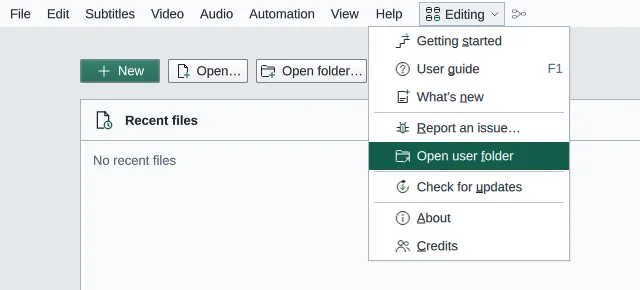 File Edit Subtitles Video Audio Automation View Help Editing
Getting started
New Open… Open folder… User guide F1
What's new
Recent files Report an issue…
No recent files Open user folder
Check for updates
About
Credits